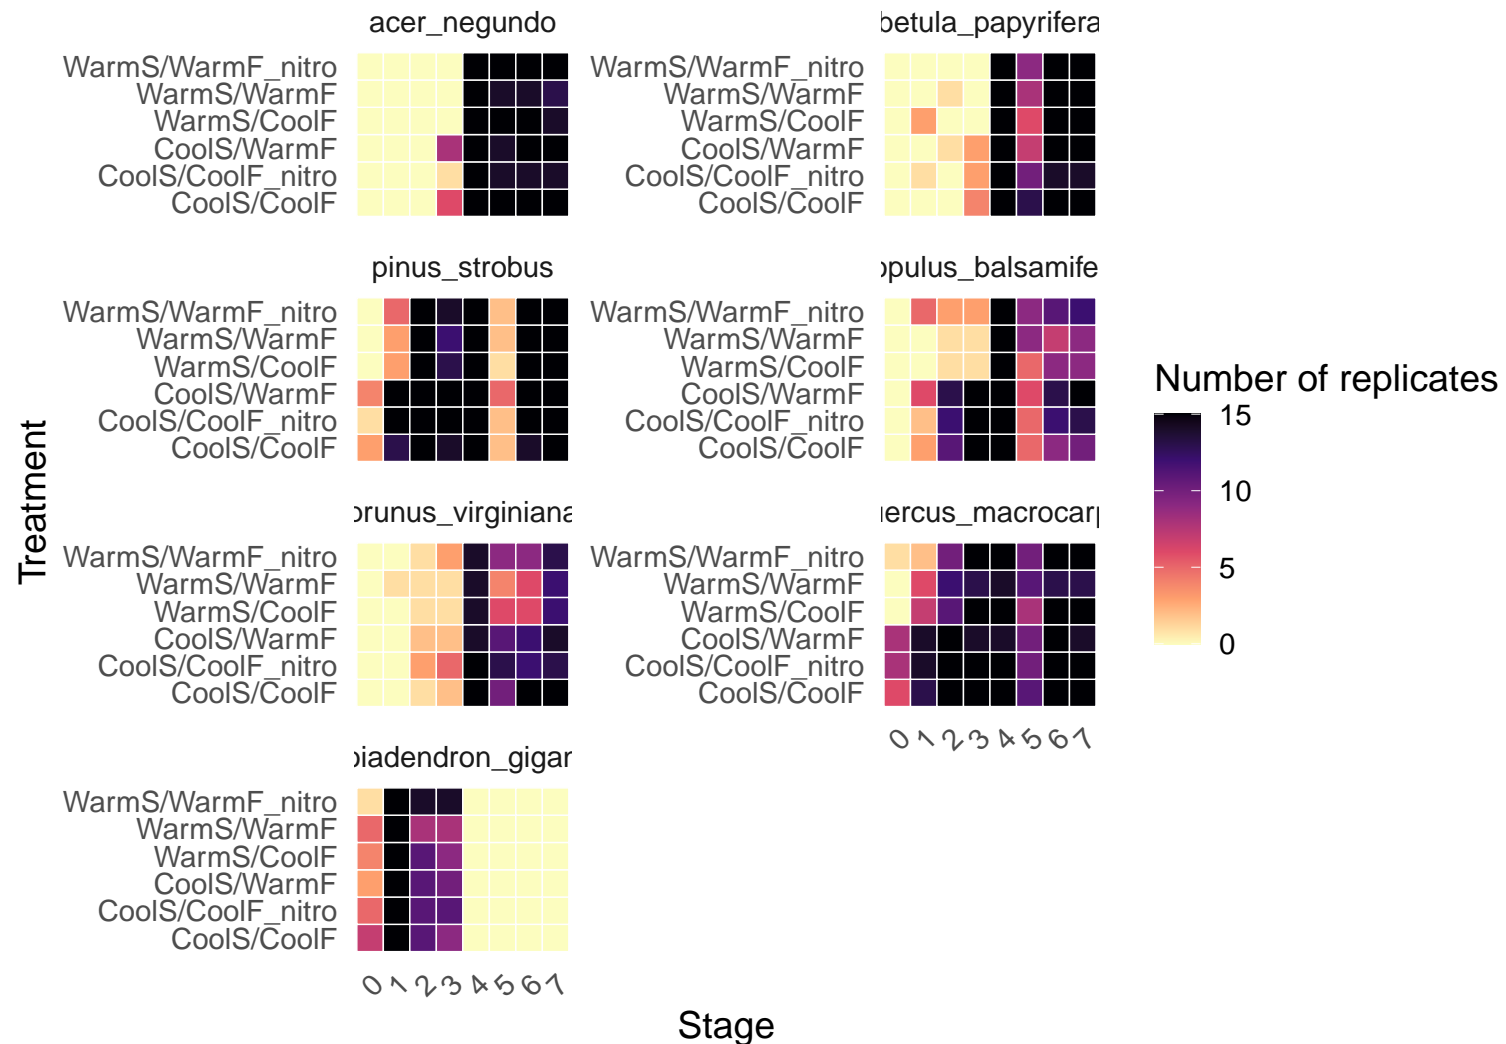 acer_negundo
betula_papyrifera
WarmS/WarmF_nitro
WarmS/WarmF
WarmS/CoolF
CoolS/WarmF
CoolS/CoolF_nitro
CoolS/CoolF
WarmS/WarmF_nitro
WarmS/WarmF
WarmS/CoolF
CoolS/WarmF
CoolS/CoolF_nitro
CoolS/CoolF
pinus_strobus
opulus_balsamife
WarmS/WarmF_nitro
WarmS/WarmF
WarmS/CoolF
CoolS/WarmF
CoolS/CoolF_nitro
CoolS/CoolF
WarmS/WarmF_nitro
WarmS/WarmF
WarmS/CoolF
CoolS/WarmF
CoolS/CoolF_nitro
CoolS/CoolF
prunus_virginiana
uercus_macrocarp
WarmS/WarmF_nitro
WarmS/WarmF
WarmS/CoolF
CoolS/WarmF
CoolS/CoolF_nitro
CoolS/CoolF
WarmS/WarmF_nitro
WarmS/WarmF
WarmS/CoolF
CoolS/WarmF
CoolS/CoolF_nitro
CoolS/CoolF
0 1 2 3 4 5 6 7
biadendron_gigan
WarmS/WarmF_nitro
WarmS/WarmF
WarmS/CoolF
CoolS/WarmF
CoolS/CoolF_nitro
CoolS/CoolF
0 1 2 3 4 5 6 7
Stage
Treatment
Number of replicates
15
10
5
0